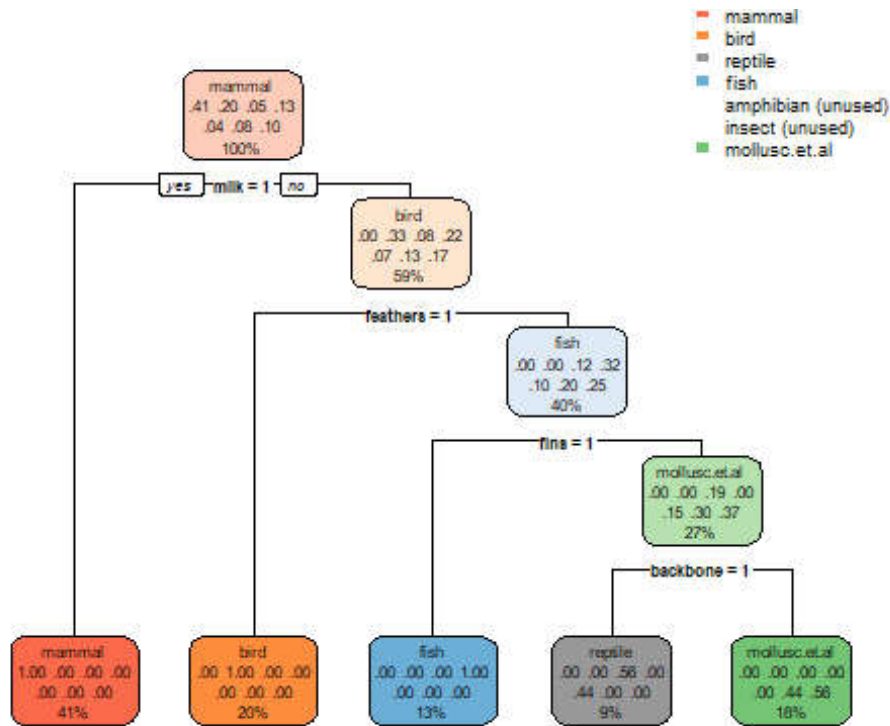 mammal
bird
reptile
fish
amphibian (unused)
insect (unused)
mollusc.et.al
mammal
.41 .20 .05 .13
.04 .08 .10
100%
yes milk = 1 no
bird
.00 .33 .08 .22
.07 .13 .17
59%
feathers = 1
fish
.00 .00 .12 .32
.10 .20 .25
40%
fins = 1
mollusc.et.al
.00 .00 .19 .00
.15 .30 .37
27%
backbone = 1
mammal
1.00 .00 .00 .00
.00 .00 .00
41%
bird
.00 1.00 .00 .00
.00 .00 .00
20%
fish
.00 .00 .00 1.00
.00 .00 .00
13%
reptile
.00 .00 .56 .00
.44 .00 .00
9%
mollusc.et.al
.00 .00 .00 .00
.00 .44 .56
18%